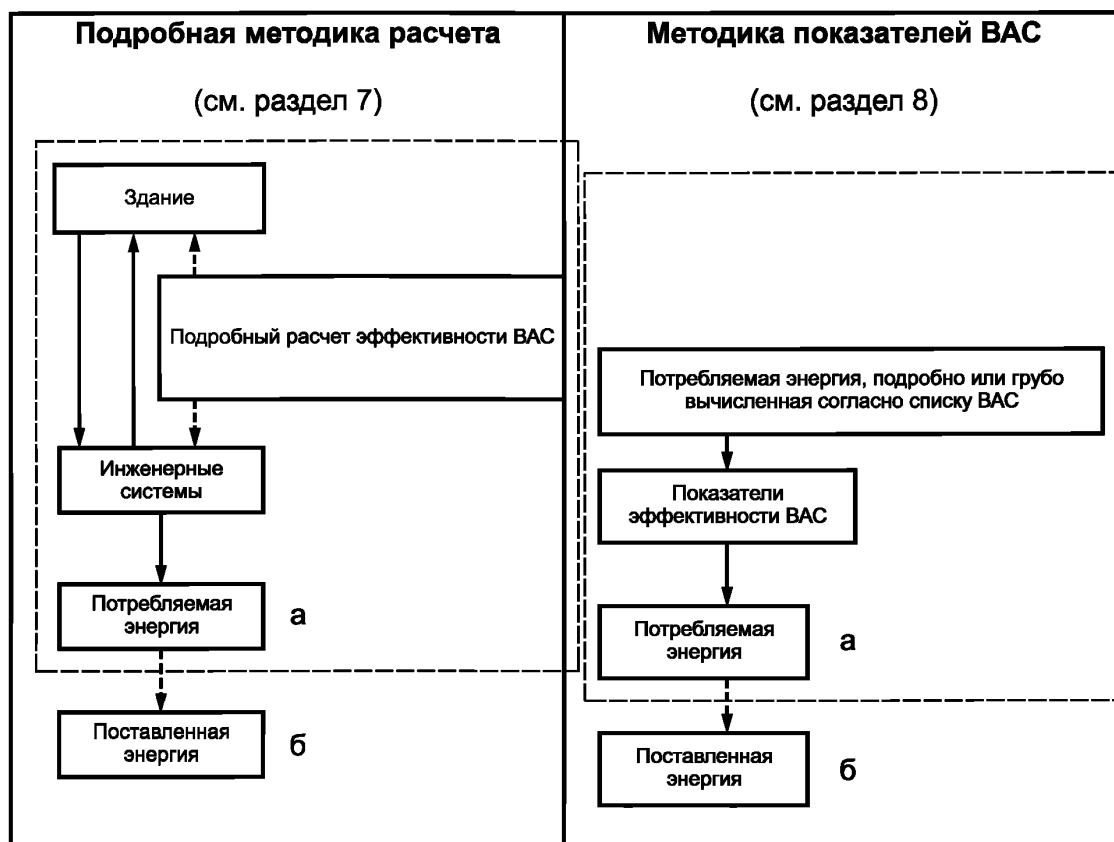 Подробная методика расчета
(см. раздел 7)
Здание
Подробный расчет эффективности ВАС
Инженерные
системы
Потребляемая
энергия
а
Поставленная
энергия
б
Методика показателей ВАС
(см. раздел 8)
Потребляемая энергия, подробно или грубо
вычисленная согласно списку ВАС
Показатели
эффективности ВАС
Потребляемая
энергия
а
Поставленная
энергия
б